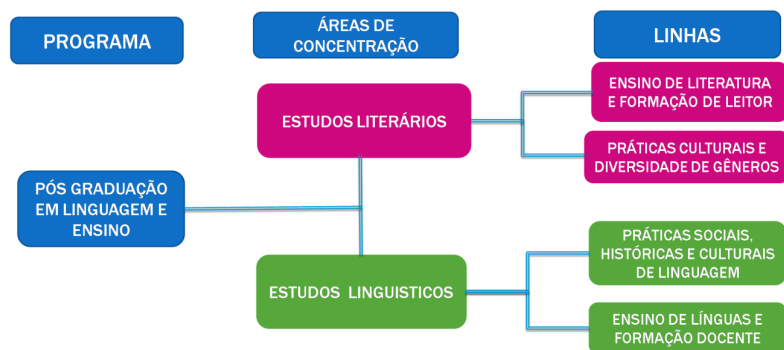 PROGRAMA
ÁREAS DE
CONCENTRAÇÃO
LINHAS
PÓS GRADUAÇÃO
EM LINGUAGEM E
ENSINO
ESTUDOS LITERÁRIOS
ENSINO DE LITERATURA
E FORMAÇÃO DE LEITOR
PRÁTICAS CULTURAIS E
DIVERSIDADE DE GÊNEROS
ESTUDOS LINGUISTICOS
PRÁTICAS SOCIAIS,
HISTÓRICAS E CULTURAIS
DE LINGUAGEM
ENSINO DE LÍNGUAS E
FORMAÇÃO DOCENTE